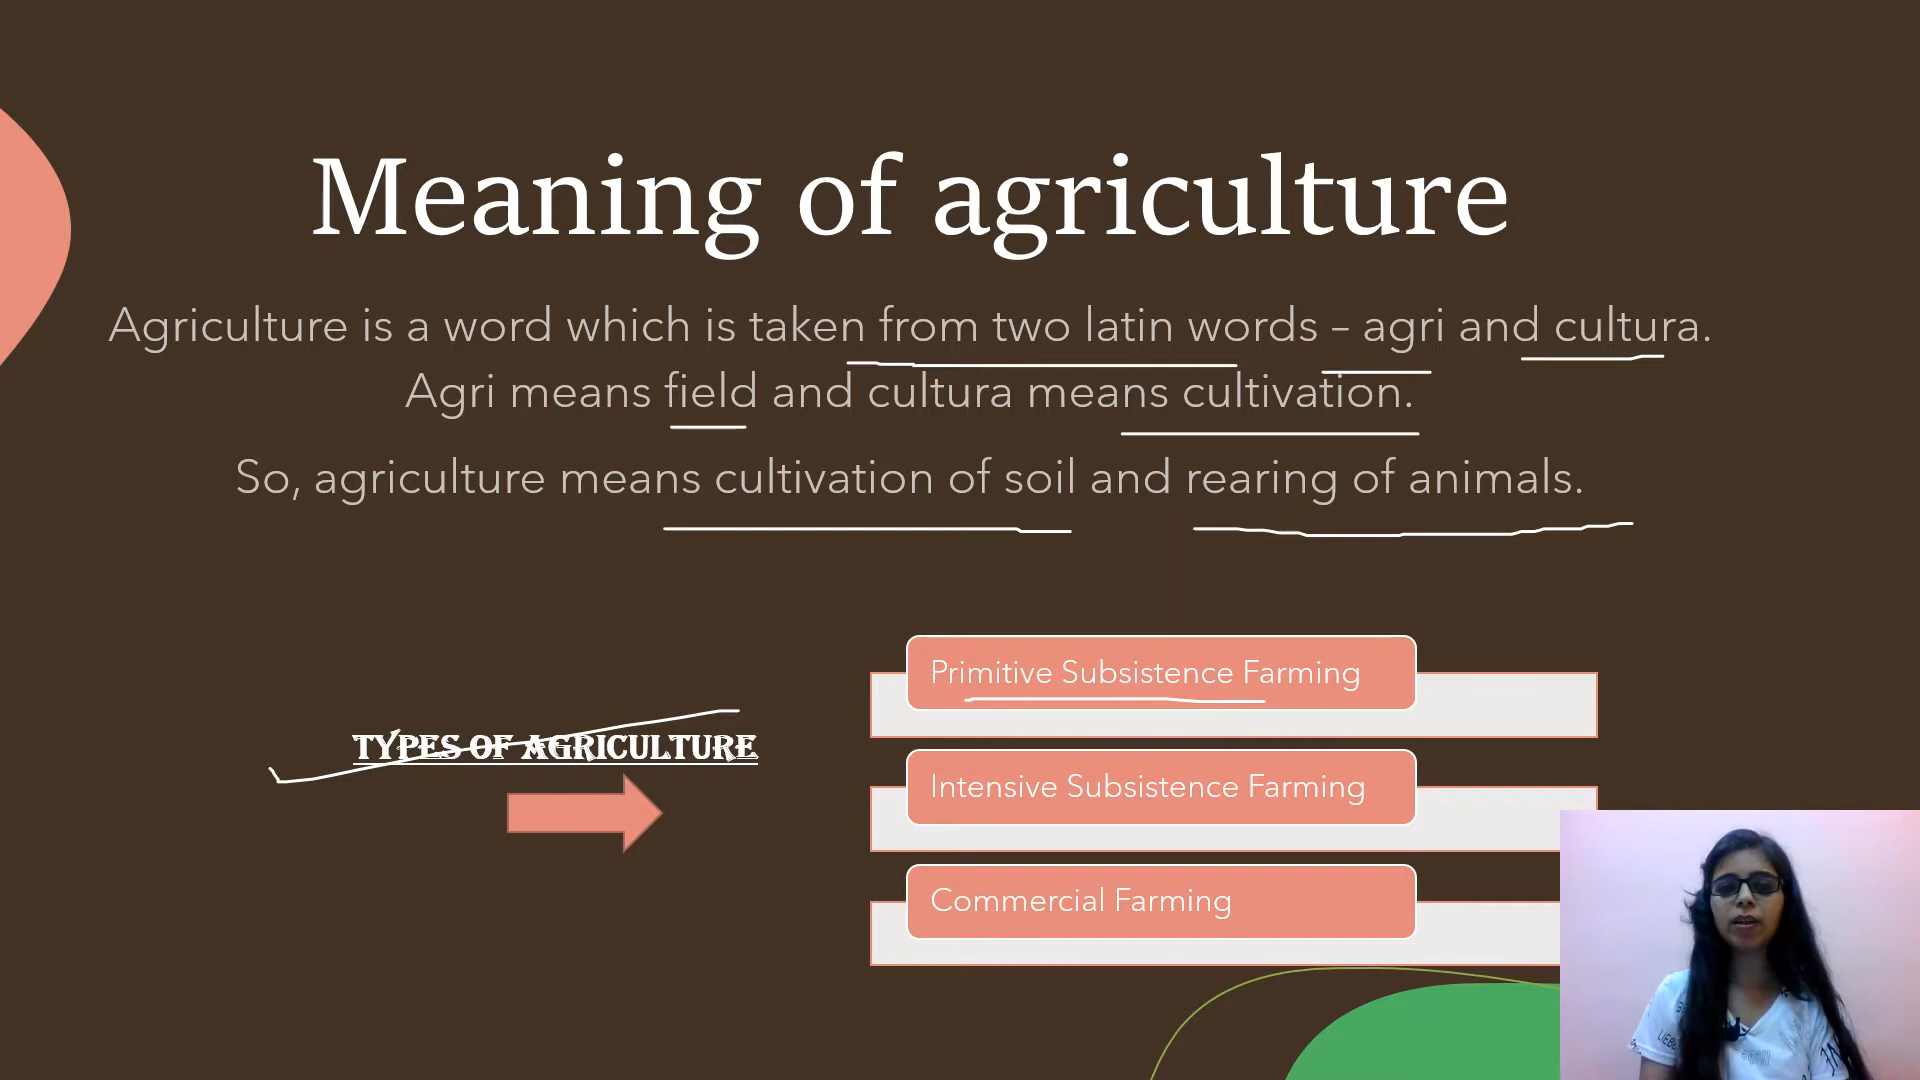 Meaning of agriculture
Agriculture is a word which is taken from two latin words – agri and cultura.
Agri means field and cultura means cultivation.
So, agriculture means cultivation of soil and rearing of animals.
TYPES OF AGRICULTURE
Primitive Subsistence Farming
Intensive Subsistence Farming
Commercial Farming